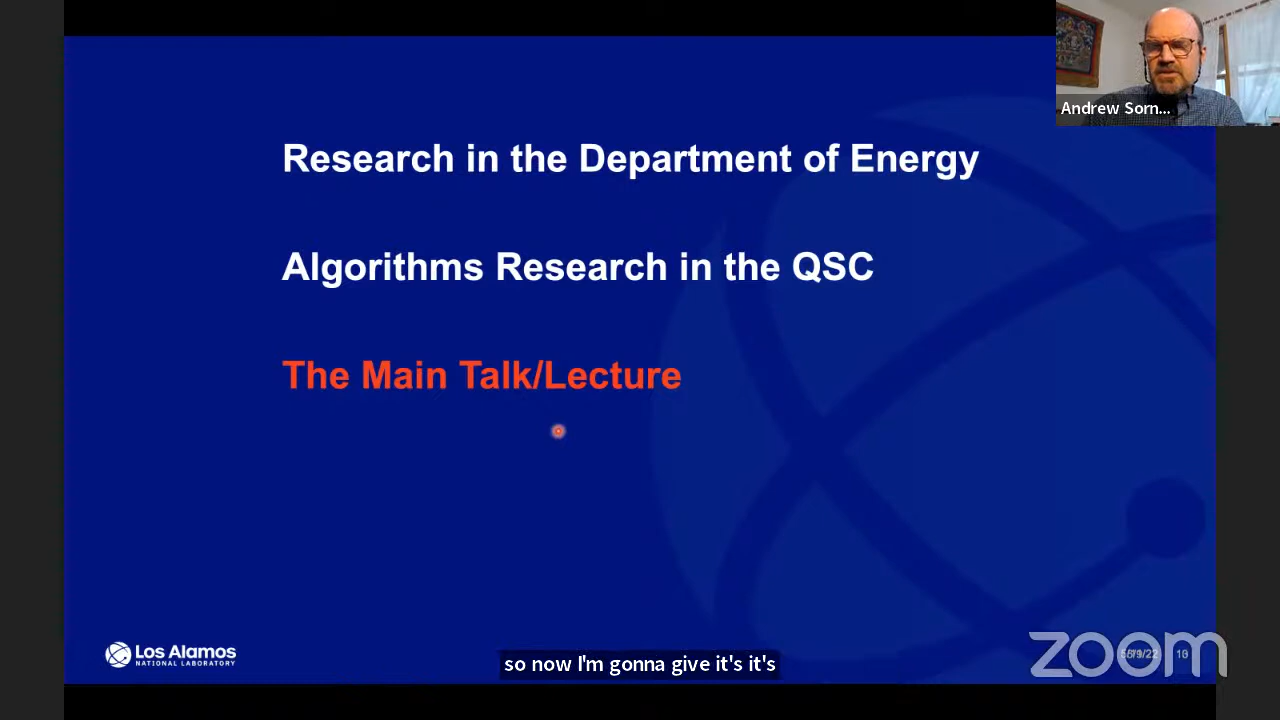 Andrew Sorn...
Research in the Department of Energy
Algorithms Research in the QSC
The Main Talk/Lecture
Los Alamos
NATIONAL LABORATORY
so now I'm gonna give it's it's
zoom